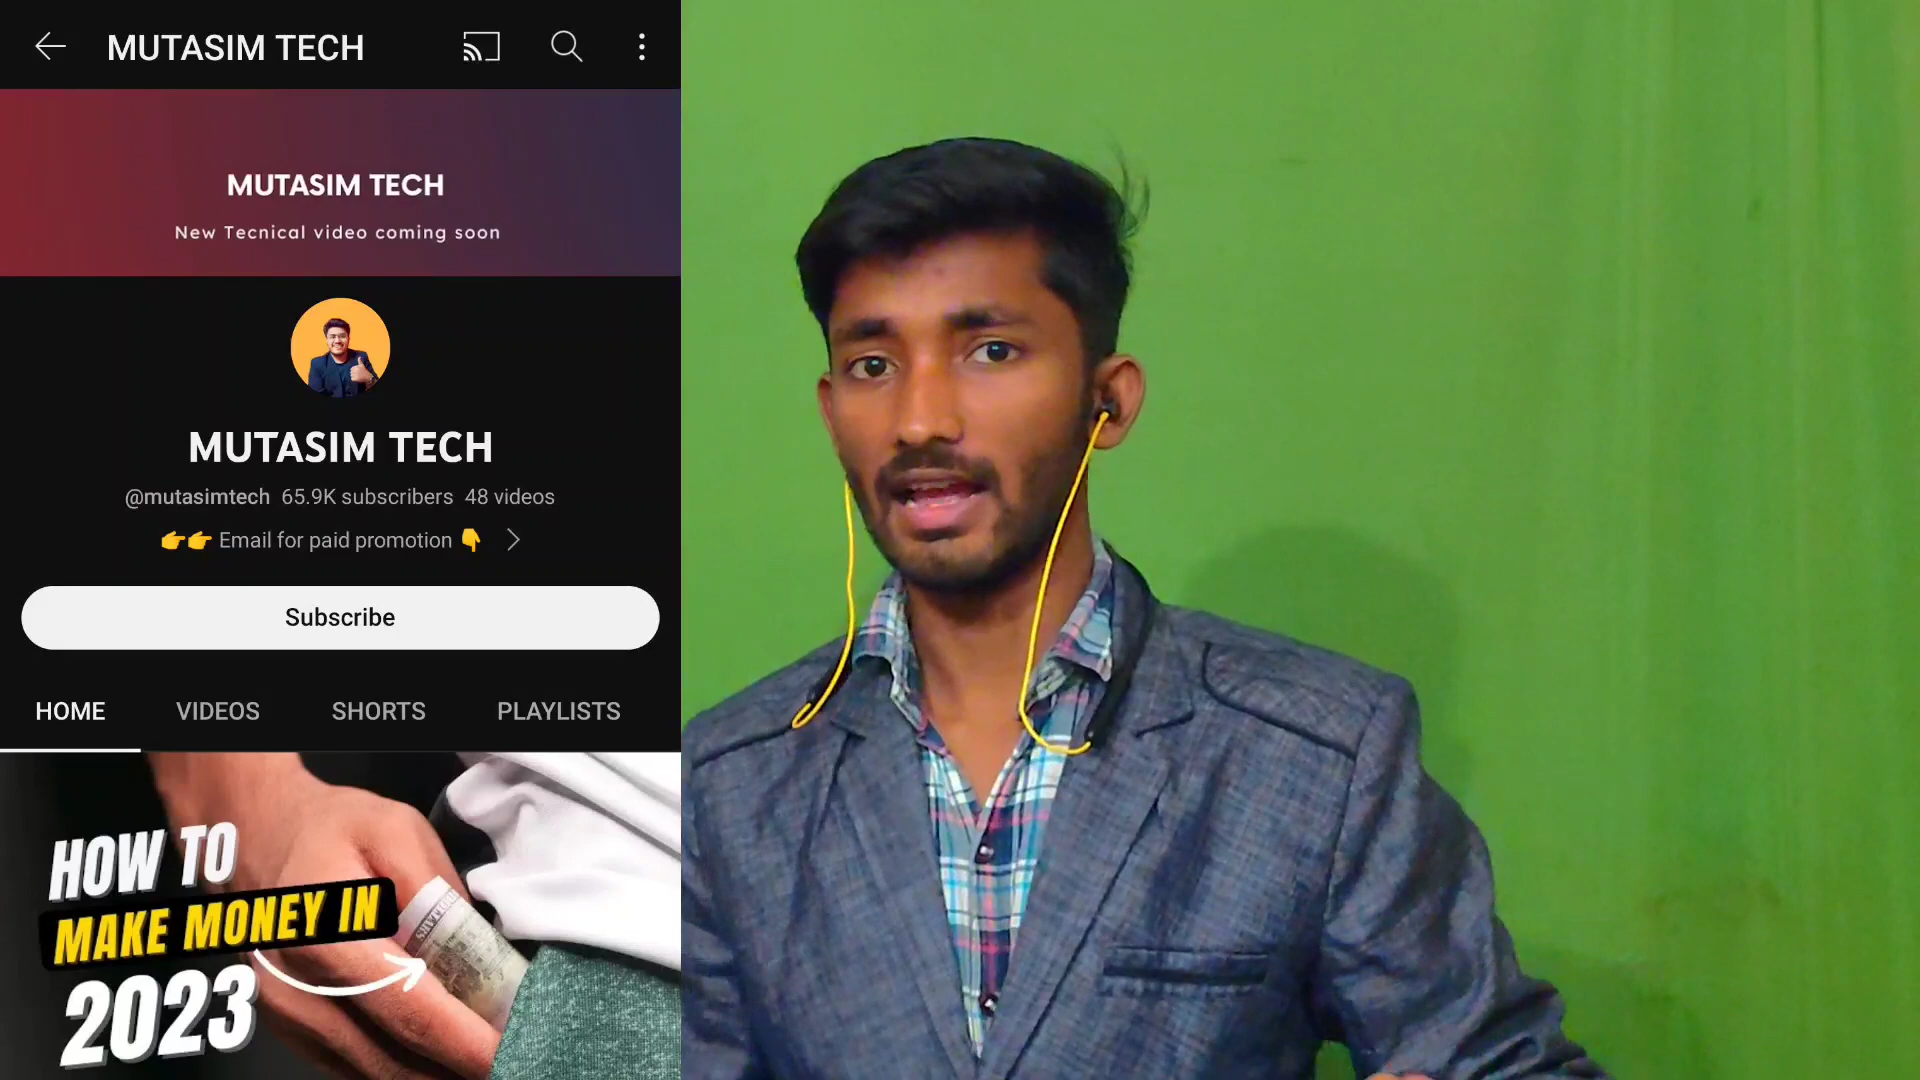 MUTASIM TECH
MUTASIM TECH
New Tecnical video coming soon
MUTASIM TECH
@mutasimtech 65.9K subscribers 48 videos
👉👉 Email for paid promotion 👇
Subscribe
HOME VIDEOS SHORTS PLAYLISTS
HOW TO
MAKE MONEY IN
2023